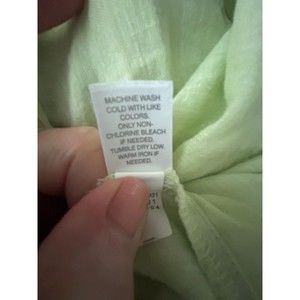 MACHINE WASH
COLD WITH LIKE
COLORS.
ONLY NON-
CHLORINE BLEACH
IF NEEDED.
TUMBLE DRY LOW.
WARM IRON IF
NEEDED.